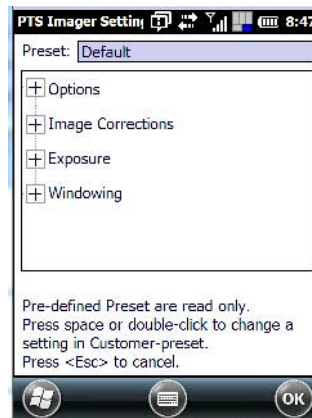 PTS Imager Setting 8:47
Preset: Default
Options
Image Corrections
Exposure
Windowing
Pre-defined Preset are read only.
Press space or double-click to change a
setting in Customer-preset.
Press <Esc> to cancel.
OK